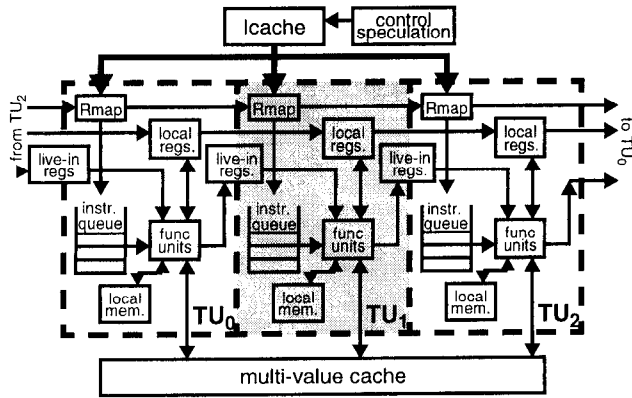 Icache
control
speculation
from TU2
Rmap
Rmap
Rmap
to TU0
local
regs.
local
regs.
local
regs.
live-in
regs
live-in
regs.
live-in
regs.
instr.
queue
instr.
queue
instr.
queue
func
units
func
units
func
units
local
mem.
local
mem.
local
mem.
TU0
TU1
TU2
multi-value cache